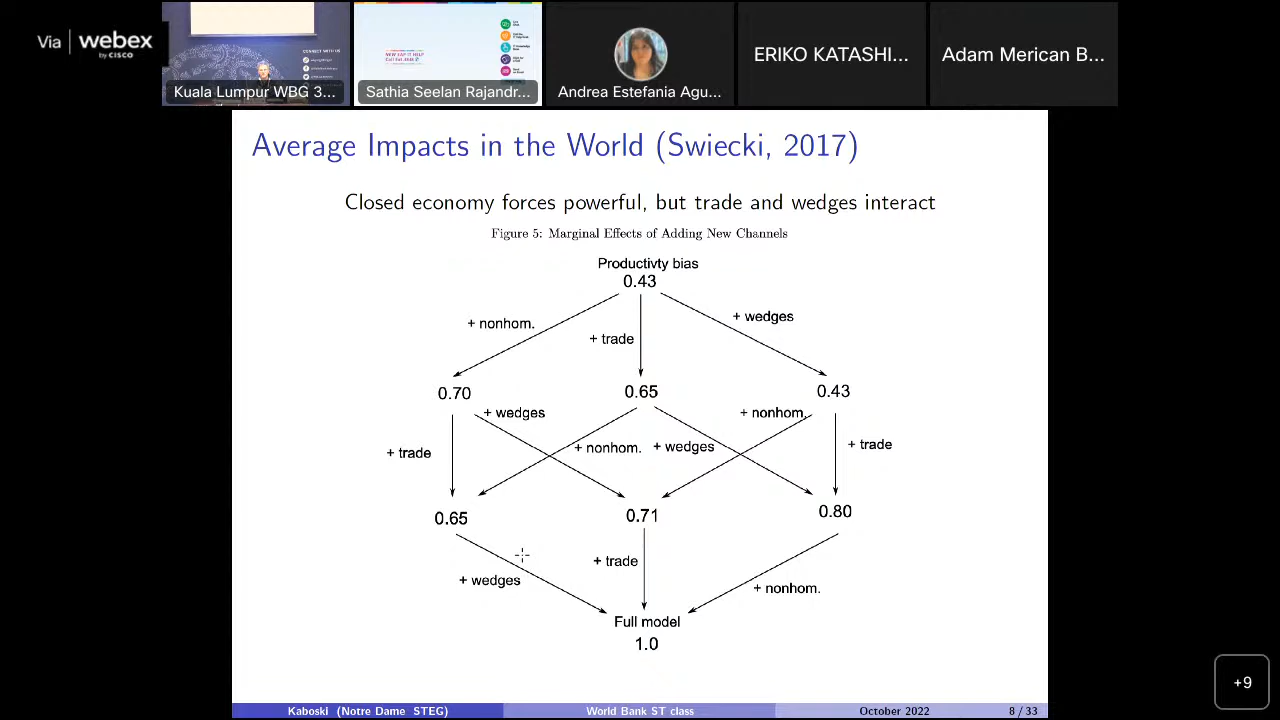 Via webex
by CISCO
CONNECT WITH US
Kuala Lumpur WBG 3...
Sathia Seelan Rajandr...
Andrea Estefania Agu...
ERIKO KATASHI...
Adam Merican B...
Average Impacts in the World (Swiecki, 2017)
Closed economy forces powerful, but trade and wedges interact
Figure 5: Marginal Effects of Adding New Channels
Productivty bias
0.43
+ nonhom.
+ trade
+ wedges
0.70
0.65
0.43
+ wedges
+ nonhom.
+ trade
+ nonhom.
+ wedges
+ trade
0.65
0.71
0.80
+ wedges
+ trade
+ nonhom.
Full model
1.0
+9
Kaboski (Notre Dame STEG)
World Bank ST class
October 2022
8 / 33